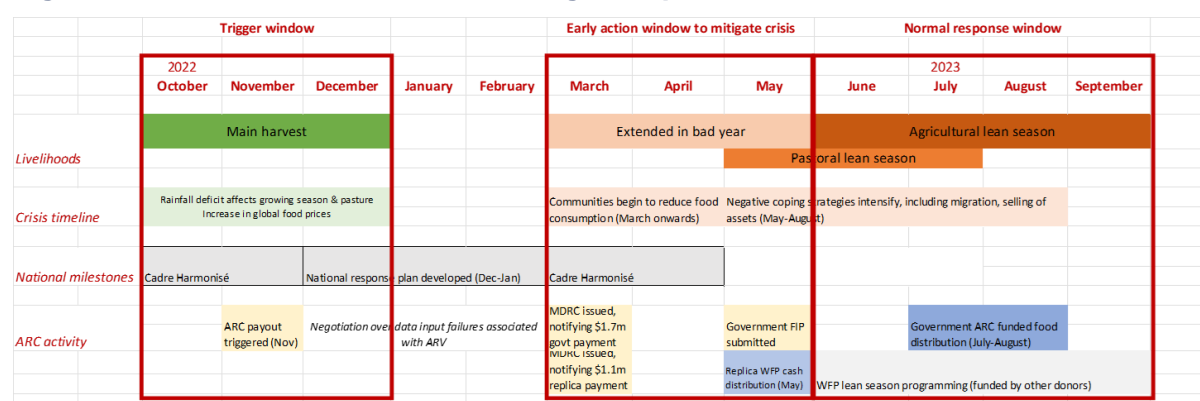 Trigger window
Early action window to mitigate crisis
Normal response window
2022
2023
October November December January February March April May June July August September
Main harvest
Extended in bad year
Agricultural lean season
Livelihoods
Pastoral lean season
Crisis timeline
Rainfall deficit affects growing season & pasture
Increase in global food prices
Communities begin to reduce food
consumption (March onwards)
Negative coping strategies intensify, including migration, selling of
assets (May-August)
National milestones
Cadre Harmonisé
National response plan developed (Dec-Jan)
Cadre Harmonisé
ARC activity
ARC payout
triggered (Nov)
Negotiation over data input failures associated
with ARV
MDRC issued,
notifying $1.7m
govt payment
Government FIP
submitted
Government ARC funded food
distribution (July-August)
MDRC issued,
notifying $1.1m
replica payment
Replica WFP cash
distribution (May)
WFP lean season programming (funded by other donors)